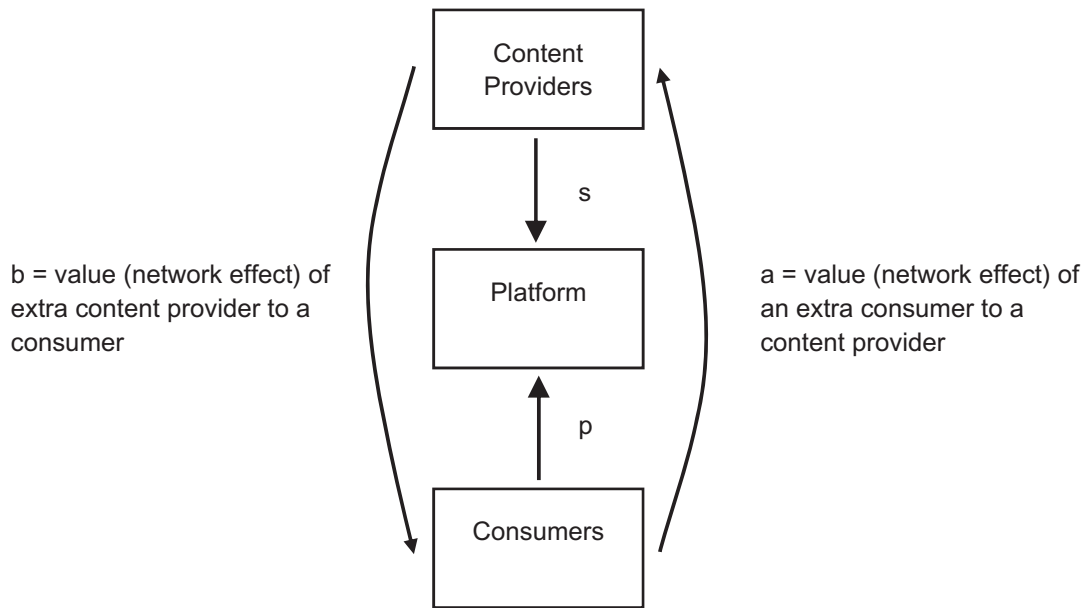 Content
Providers
s
b = value (network effect) of
extra content provider to a
consumer
Platform
a = value (network effect) of
an extra consumer to a
content provider
p
Consumers